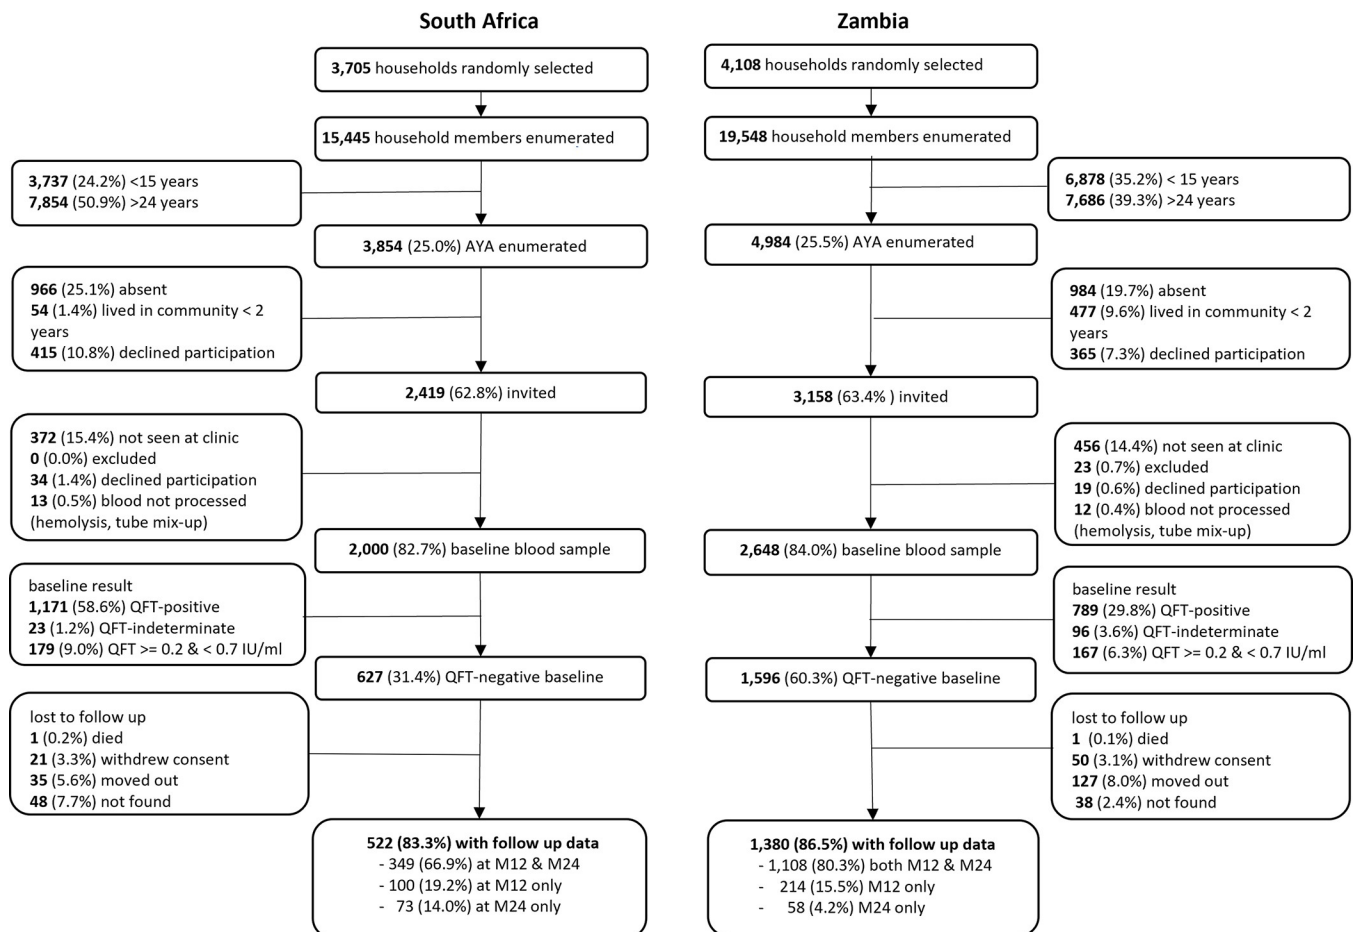 South Africa
3,705 households randomly selected
15,445 household members enumerated
3,737 (24.2%) <15 years
7,854 (50.9%) >24 years
3,854 (25.0%) AYA enumerated
966 (25.1%) absent
54 (1.4%) lived in community < 2
years
415 (10.8%) declined participation
2,419 (62.8%) invited
372 (15.4%) not seen at clinic
0 (0.0%) excluded
34 (1.4%) declined participation
13 (0.5%) blood not processed
(hemolysis, tube mix-up)
2,000 (82.7%) baseline blood sample
baseline result
1,171 (58.6%) QFT-positive
23 (1.2%) QFT-indeterminate
179 (9.0%) QFT >= 0.2 & < 0.7 IU/ml
627 (31.4%) QFT-negative baseline
lost to follow up
1 (0.2%) died
21 (3.3%) withdrew consent
35 (5.6%) moved out
48 (7.7%) not found
522 (83.3%) with follow up data
- 349 (66.9%) at M12 & M24
- 100 (19.2%) at M12 only
- 73 (14.0%) at M24 only
Zambia
4,108 households randomly selected
19,548 household members enumerated
6,878 (35.2%) < 15 years
7,686 (39.3%) >24 years
4,984 (25.5%) AYA enumerated
984 (19.7%) absent
477 (9.6%) lived in community < 2
years
365 (7.3%) declined participation
3,158 (63.4% ) invited
456 (14.4%) not seen at clinic
23 (0.7%) excluded
19 (0.6%) declined participation
12 (0.4%) blood not processed
(hemolysis, tube mix-up)
2,648 (84.0%) baseline blood sample
baseline result
789 (29.8%) QFT-positive
96 (3.6%) QFT-indeterminate
167 (6.3%) QFT >= 0.2 & < 0.7 IU/ml
1,596 (60.3%) QFT-negative baseline
lost to follow up
1 (0.1%) died
50 (3.1%) withdrew consent
127 (8.0%) moved out
38 (2.4%) not found
1,380 (86.5%) with follow up data
- 1,108 (80.3%) both M12 & M24
- 214 (15.5%) M12 only
- 58 (4.2%) M24 only